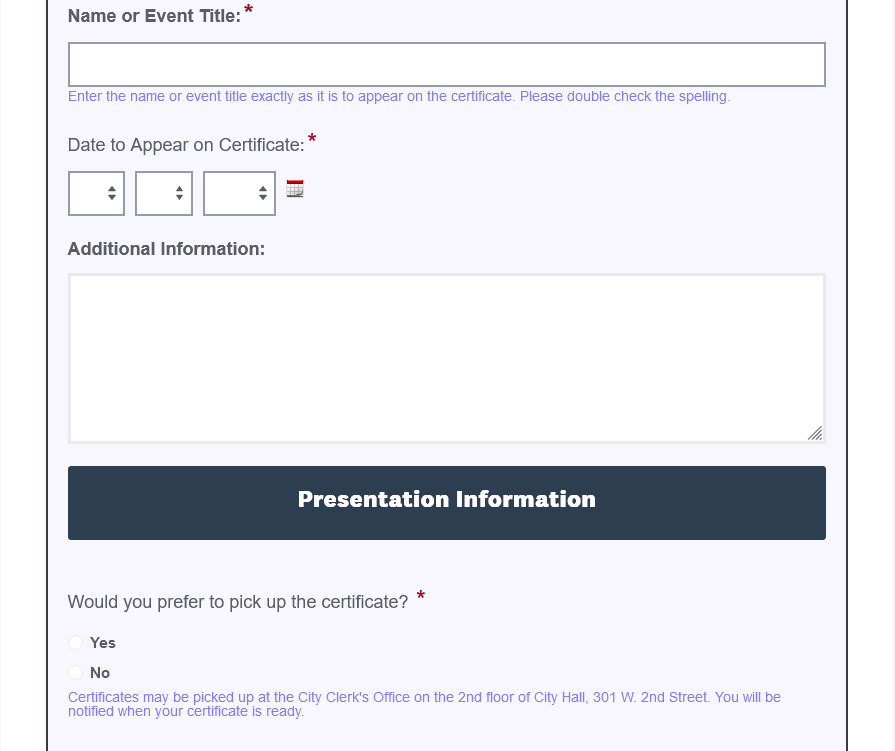 Name or Event Title:*
Enter the name or event title exactly as it is to appear on the certificate. Please double check the spelling.
Date to Appear on Certificate:*
Additional Information:
Presentation Information
Would you prefer to pick up the certificate? *
Yes
No
Certificates may be picked up at the City Clerk's Office on the 2nd floor of City Hall, 301 W. 2nd Street. You will be
notified when your certificate is ready.